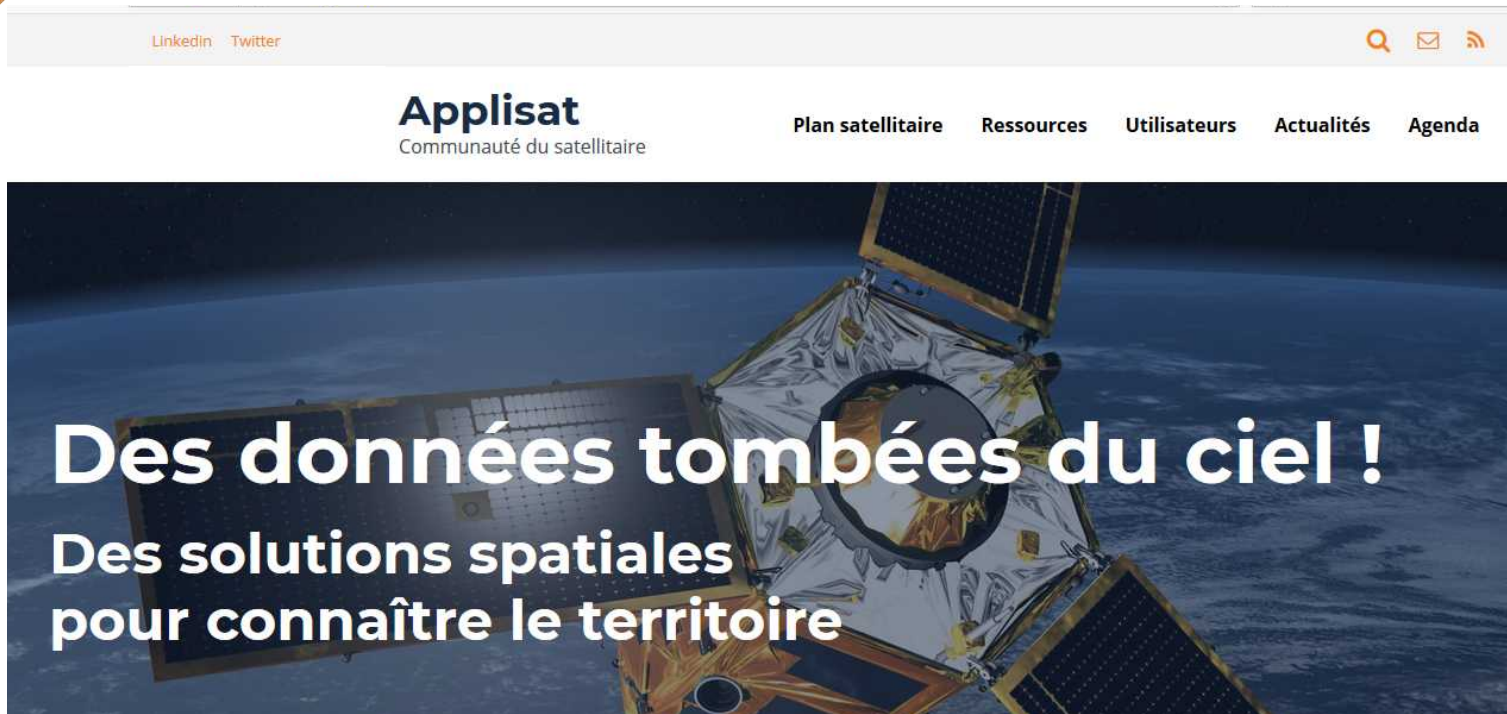 Linkedin Twitter
Applisat
Communauté du satellitaire
Plan satellitaire Ressources Utilisateurs Actualités Agenda
Des données tombées du ciel !
Des solutions spatiales
pour connaître le territoire